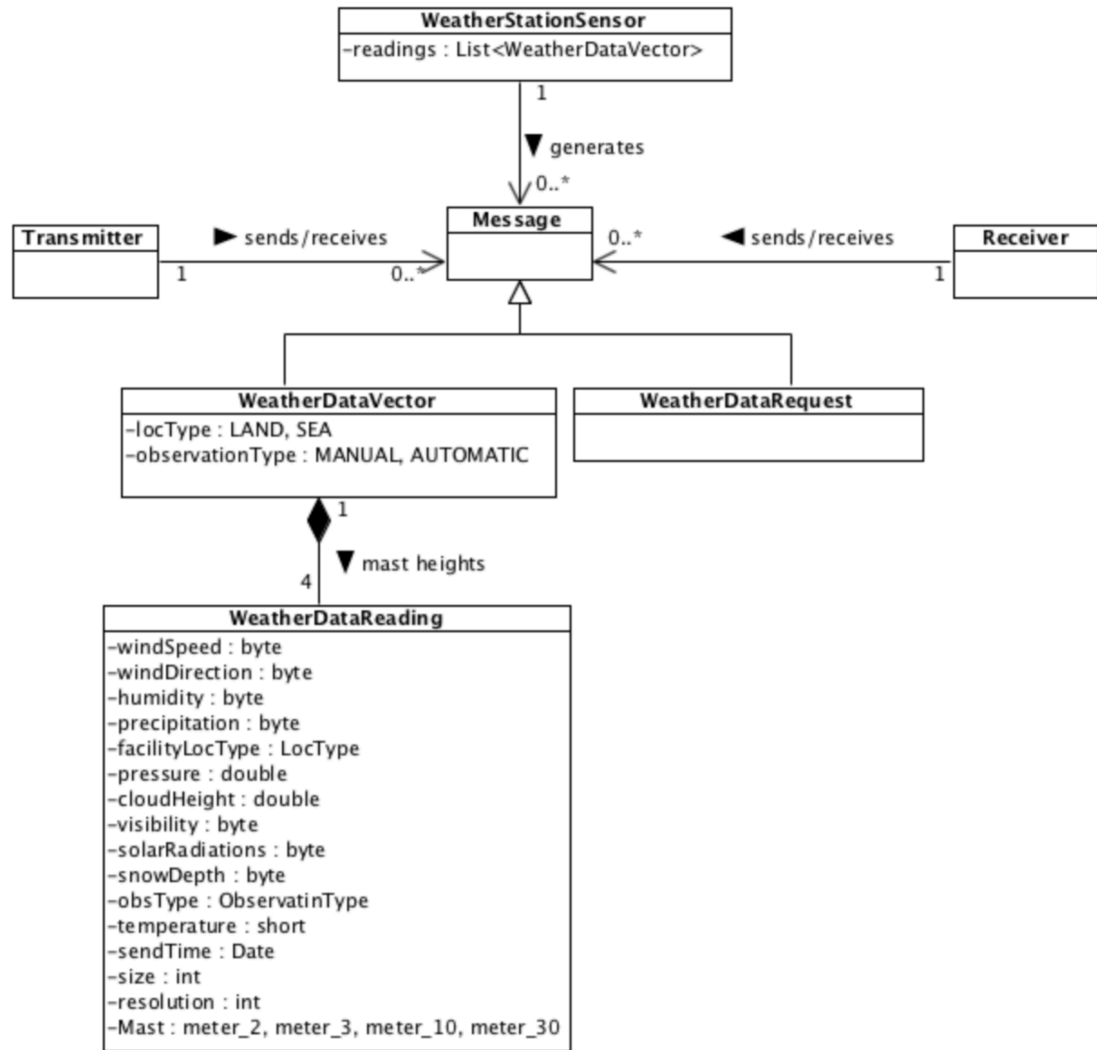 WeatherStationSensor
-readings : List<WeatherDataVector>
1
▼ generates
0..*
Message
Transmitter
► sends/receives
1
0..*
0..*
◄ sends/receives
1
Receiver
WeatherDataVector
-locType : LAND, SEA
-observationType : MANUAL, AUTOMATIC
WeatherDataRequest
1
▼ mast heights
4
WeatherDataReading
-windSpeed : byte
-windDirection : byte
-humidity : byte
-precipitation : byte
-facilityLocType : LocType
-pressure : double
-cloudHeight : double
-visibility : byte
-solarRadiations : byte
-snowDepth : byte
-obsType : ObservatinType
-temperature : short
-sendTime : Date
-size : int
-resolution : int
-Mast : meter_2, meter_3, meter_10, meter_30